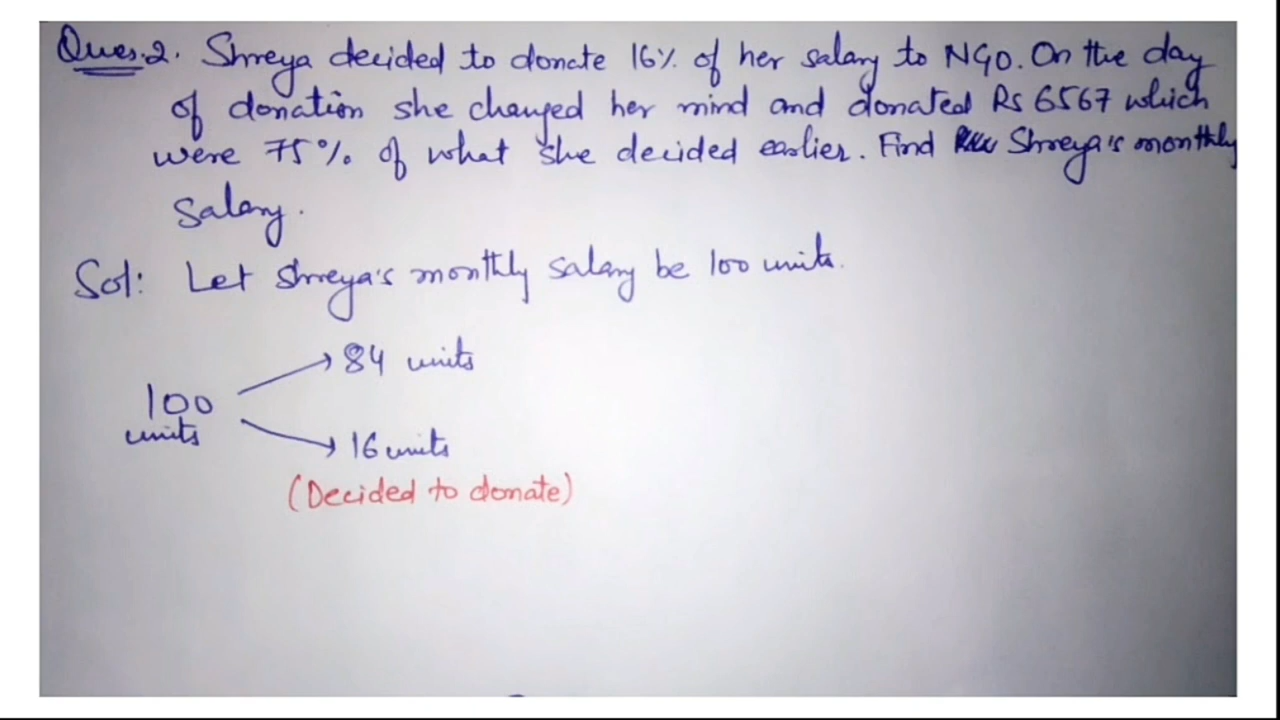 Ques.2. Shreya decided to donate 16% of her salary to NGO. On the day
of donation she changed her mind and donated Rs 6567 which
were 75% of what she decided earlier. Find Shreya's monthly
salary.
Sol: Let Shreya's monthly salary be 100 units.
84 units
100
units
16 units
(Decided to donate)